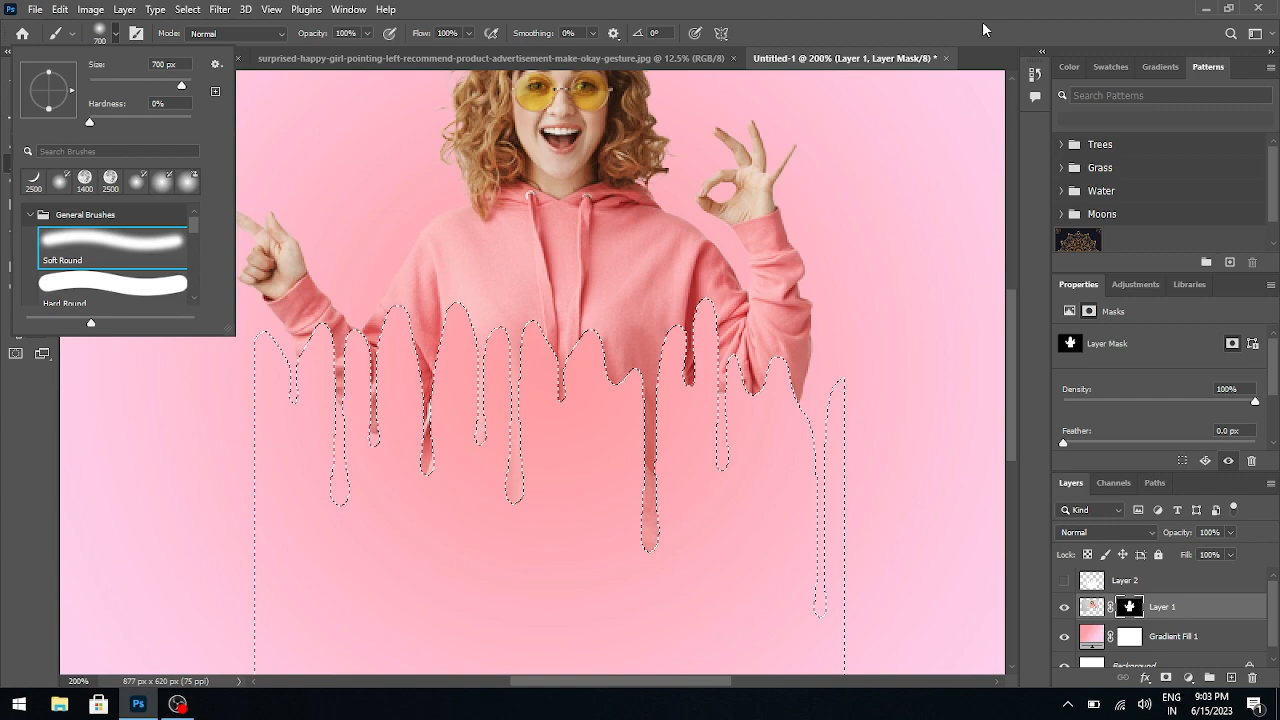 Ps File Edit Image Layer Type Select Filter 3D View Plugins Window Help
700 Mode: Normal Opacity: 100% Flow: 100% Smoothing: 0% 0°
surprised-happy-girl-pointing-left-recommend-product-advertisement-make-okay-gesture.jpg @ 12.5% (RGB/8) × Untitled-1 @ 200% (Layer 1, Layer Mask/8) * ×
Size: 700 px
Hardness: 0%
Search Brushes
2500 1400 2500
General Brushes
Soft Round
Hard Round
Color Swatches Gradients Patterns
Search Patterns
Trees
Grass
Water
Moons
Properties Adjustments Libraries
Masks
Layer Mask
Density: 100%
Feather: 0.0 px
Layers Channels Paths
Kind
Normal Opacity: 100%
Lock: Fill: 100%
Layer 2
Layer 1
Gradient Fill 1
Background
fx
200% 877 px x 620 px (75 ppi)
Ps
ENG
IN
9:03 PM
6/15/2023
1